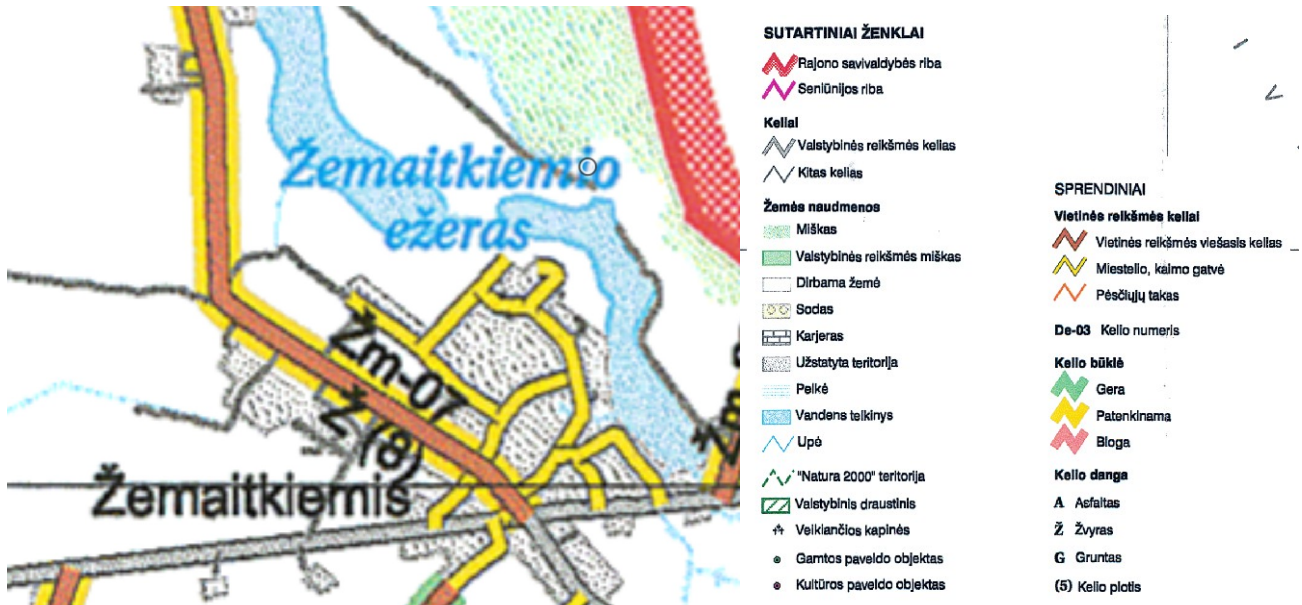 Žemaitkiemio
ežeras
Žm-07
Ž (8)
Žemaitkiemis
SUTARTINIAI ŽENKLAI
Rajono savivaldybės riba
Seniūnijos riba
Keliai
Valstybinės reikšmės kelias
Kitas kelias
Žemės naudmenos
Miškas
Valstybinės reikšmės miškas
Dirbama žemė
Sodas
Karjeras
Užstatyta teritorija
Pelkė
Vandens telkinys
Upė
"Natura 2000" teritorija
Valstybinis draustinis
Veikiančios kapinės
Gamtos paveldo objektas
Kultūros paveldo objektas
SPRENDINIAI
Vietinės reikšmės keliai
Vietinės reikšmės viešasis kelias
Miestelio, kaimo gatvė
Pėsčiųjų takas
De-03 Kelio numeris
Kelio būklė
Gera
Patenkinama
Bloga
Kelio danga
A Asfaltas
Ž Žvyras
G Gruntas
(5) Kelio plotis